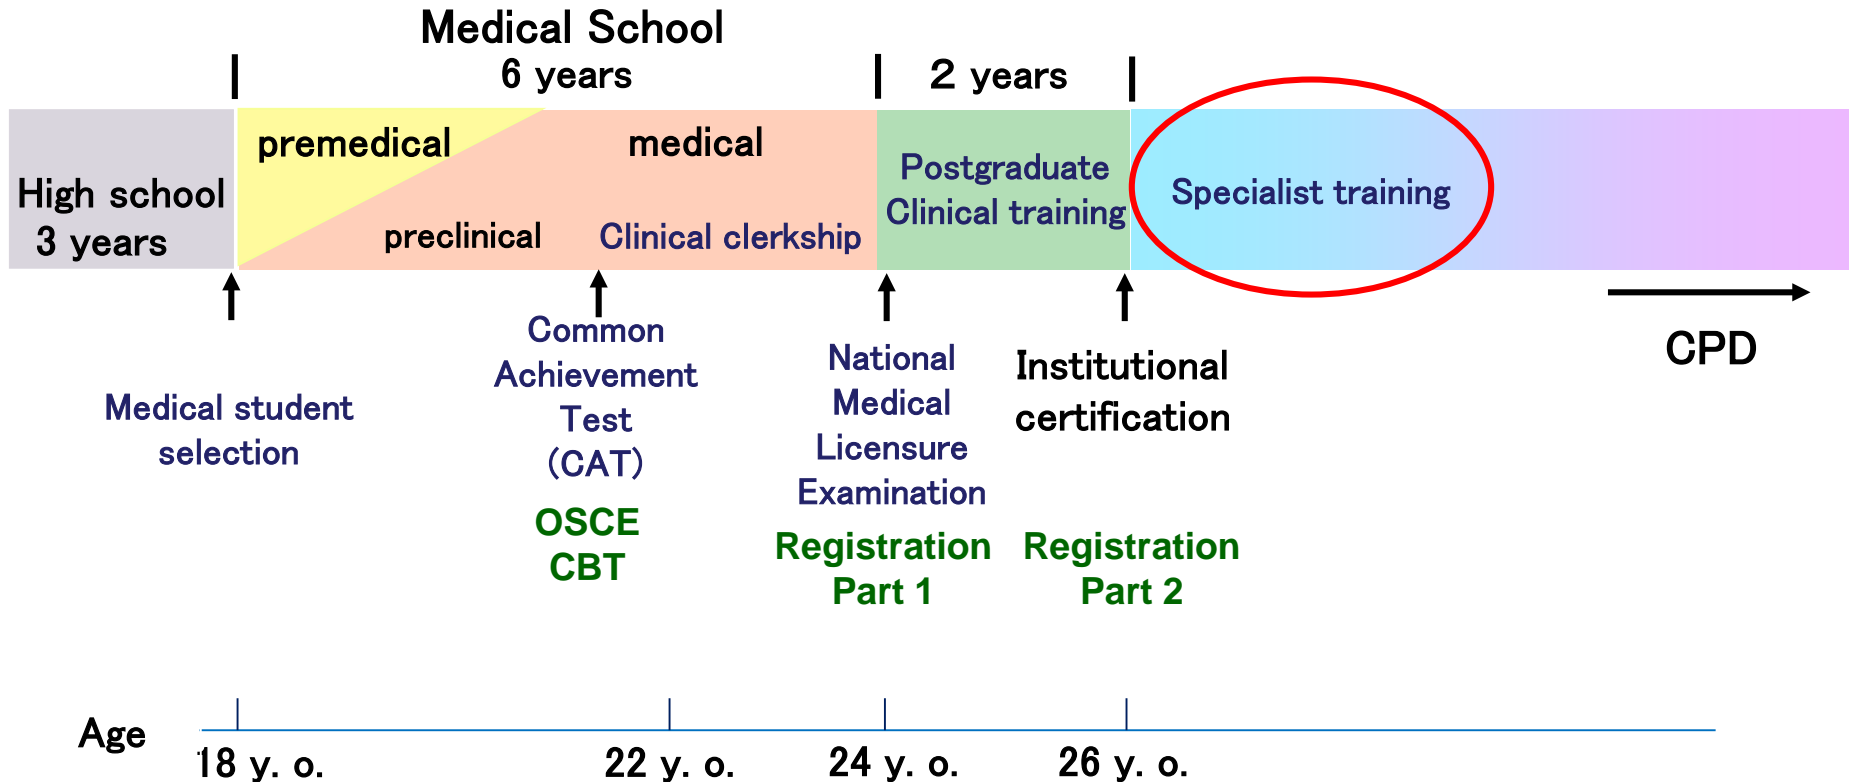 Medical School
6 years
2 years
High school
3 years
premedical
medical
preclinical
Clinical clerkship
Postgraduate
Clinical training
Specialist training
Medical student
selection
Common
Achievement
Test
(CAT)
OSCE
CBT
National
Medical
Licensure
Examination
Registration
Part 1
Institutional
certification
Registration
Part 2
CPD
Age
18 y. o.
22 y. o.
24 y. o.
26 y. o.